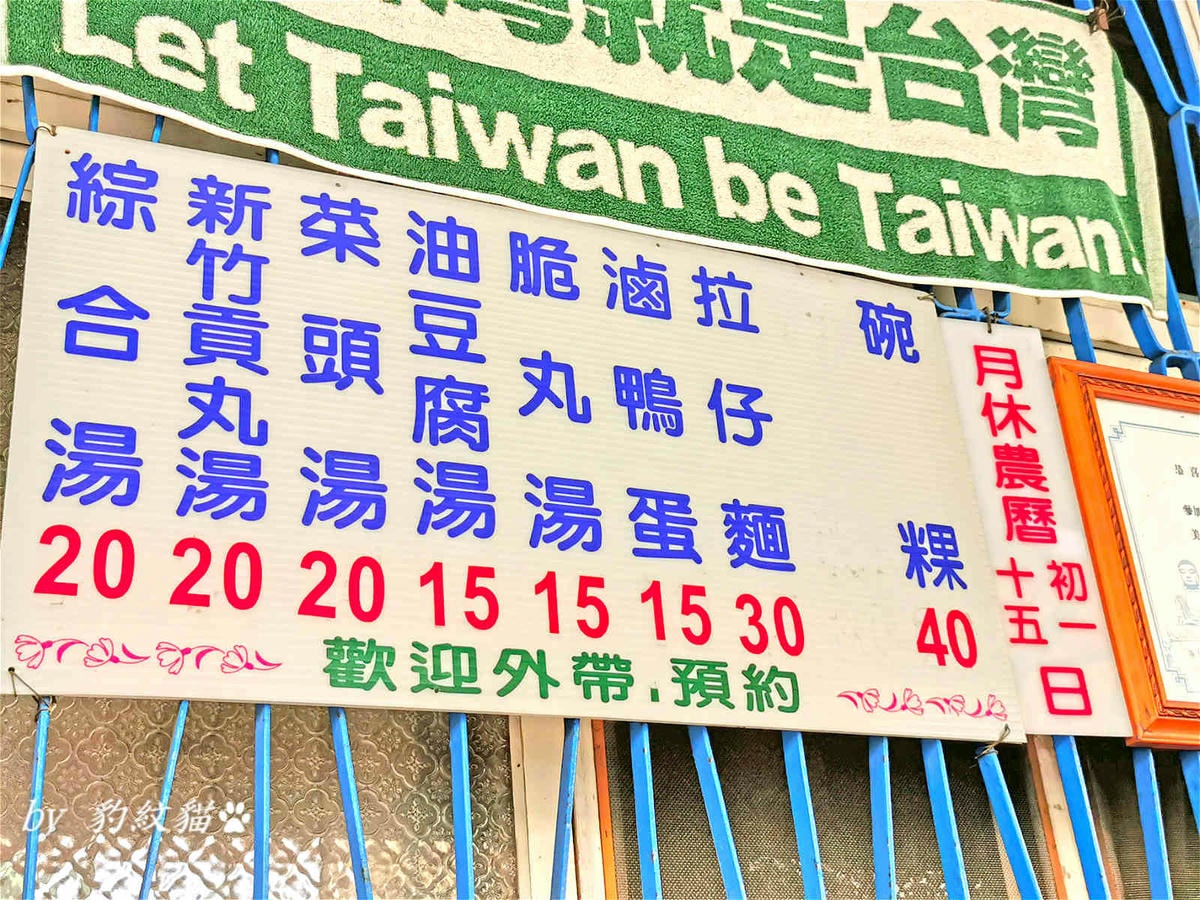 灣就是台灣
Let Taiwan be Taiwan.
碗粿 40
拉仔麵 30
滷鴨蛋 15
脆丸湯 15
油豆腐湯 15
菜頭湯 20
新竹貢丸湯 20
綜合湯 20
歡迎外帶．預約
月休農曆初一十五日
by 豹紋貓